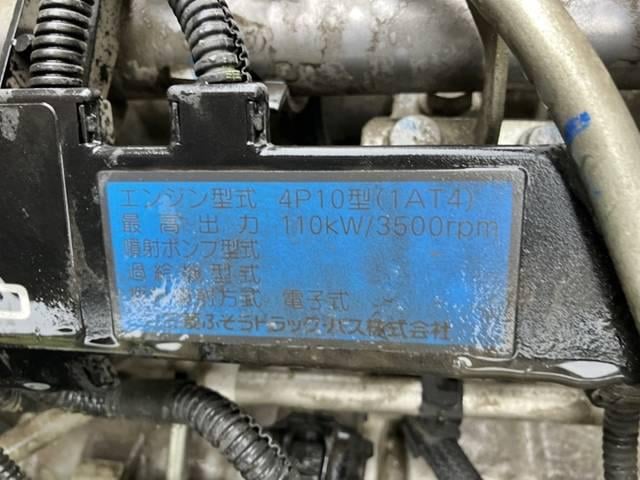 エンジン型式 4P10型(1AT4)
最高出力 110kW/3500rpm
噴射ポンプ型式
過給機型式
噴射方式 電子式
三菱ふそうトラック・バス株式会社